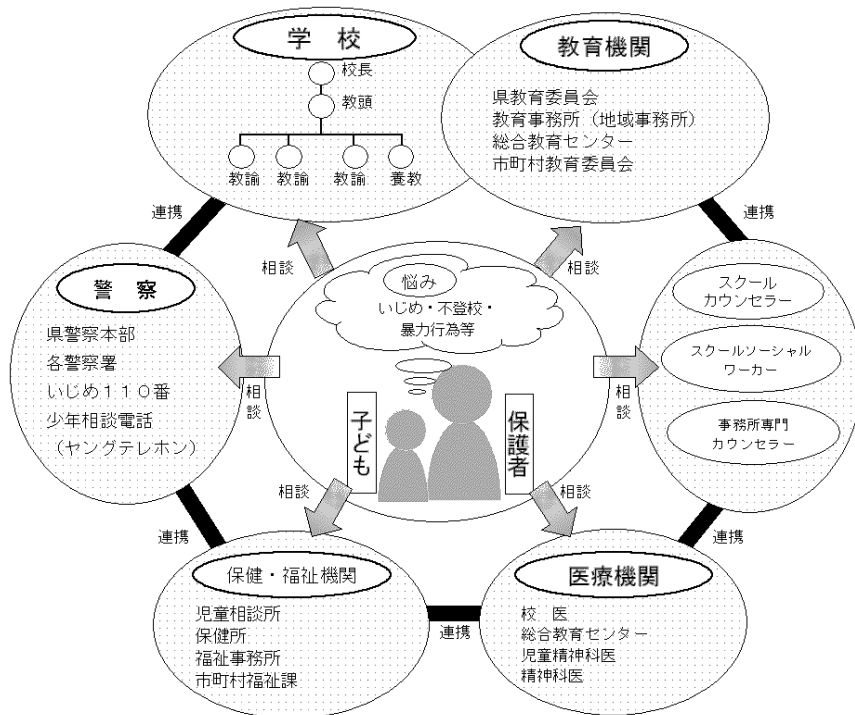 学　校
校長
教頭
教諭　教諭　教諭　養教
教育機関
県教育委員会
教育事務所（地域事務所）
総合教育センター
市町村教育委員会
連携
連携
相談
相談
警　察
県警察本部
各警察署
いじめ１１０番
少年相談電話
（ヤングテレホン）
相談
悩み
いじめ・不登校・
暴力行為等
子ども
保護者
相談
スクール
カウンセラー
スクールソーシャル
ワーカー
事務所専門
カウンセラー
相談
相談
連携
連携
保健・福祉機関
児童相談所
保健所
福祉事務所
市町村福祉課
連携
医療機関
校　医
総合教育センター
児童精神科医
精神科医